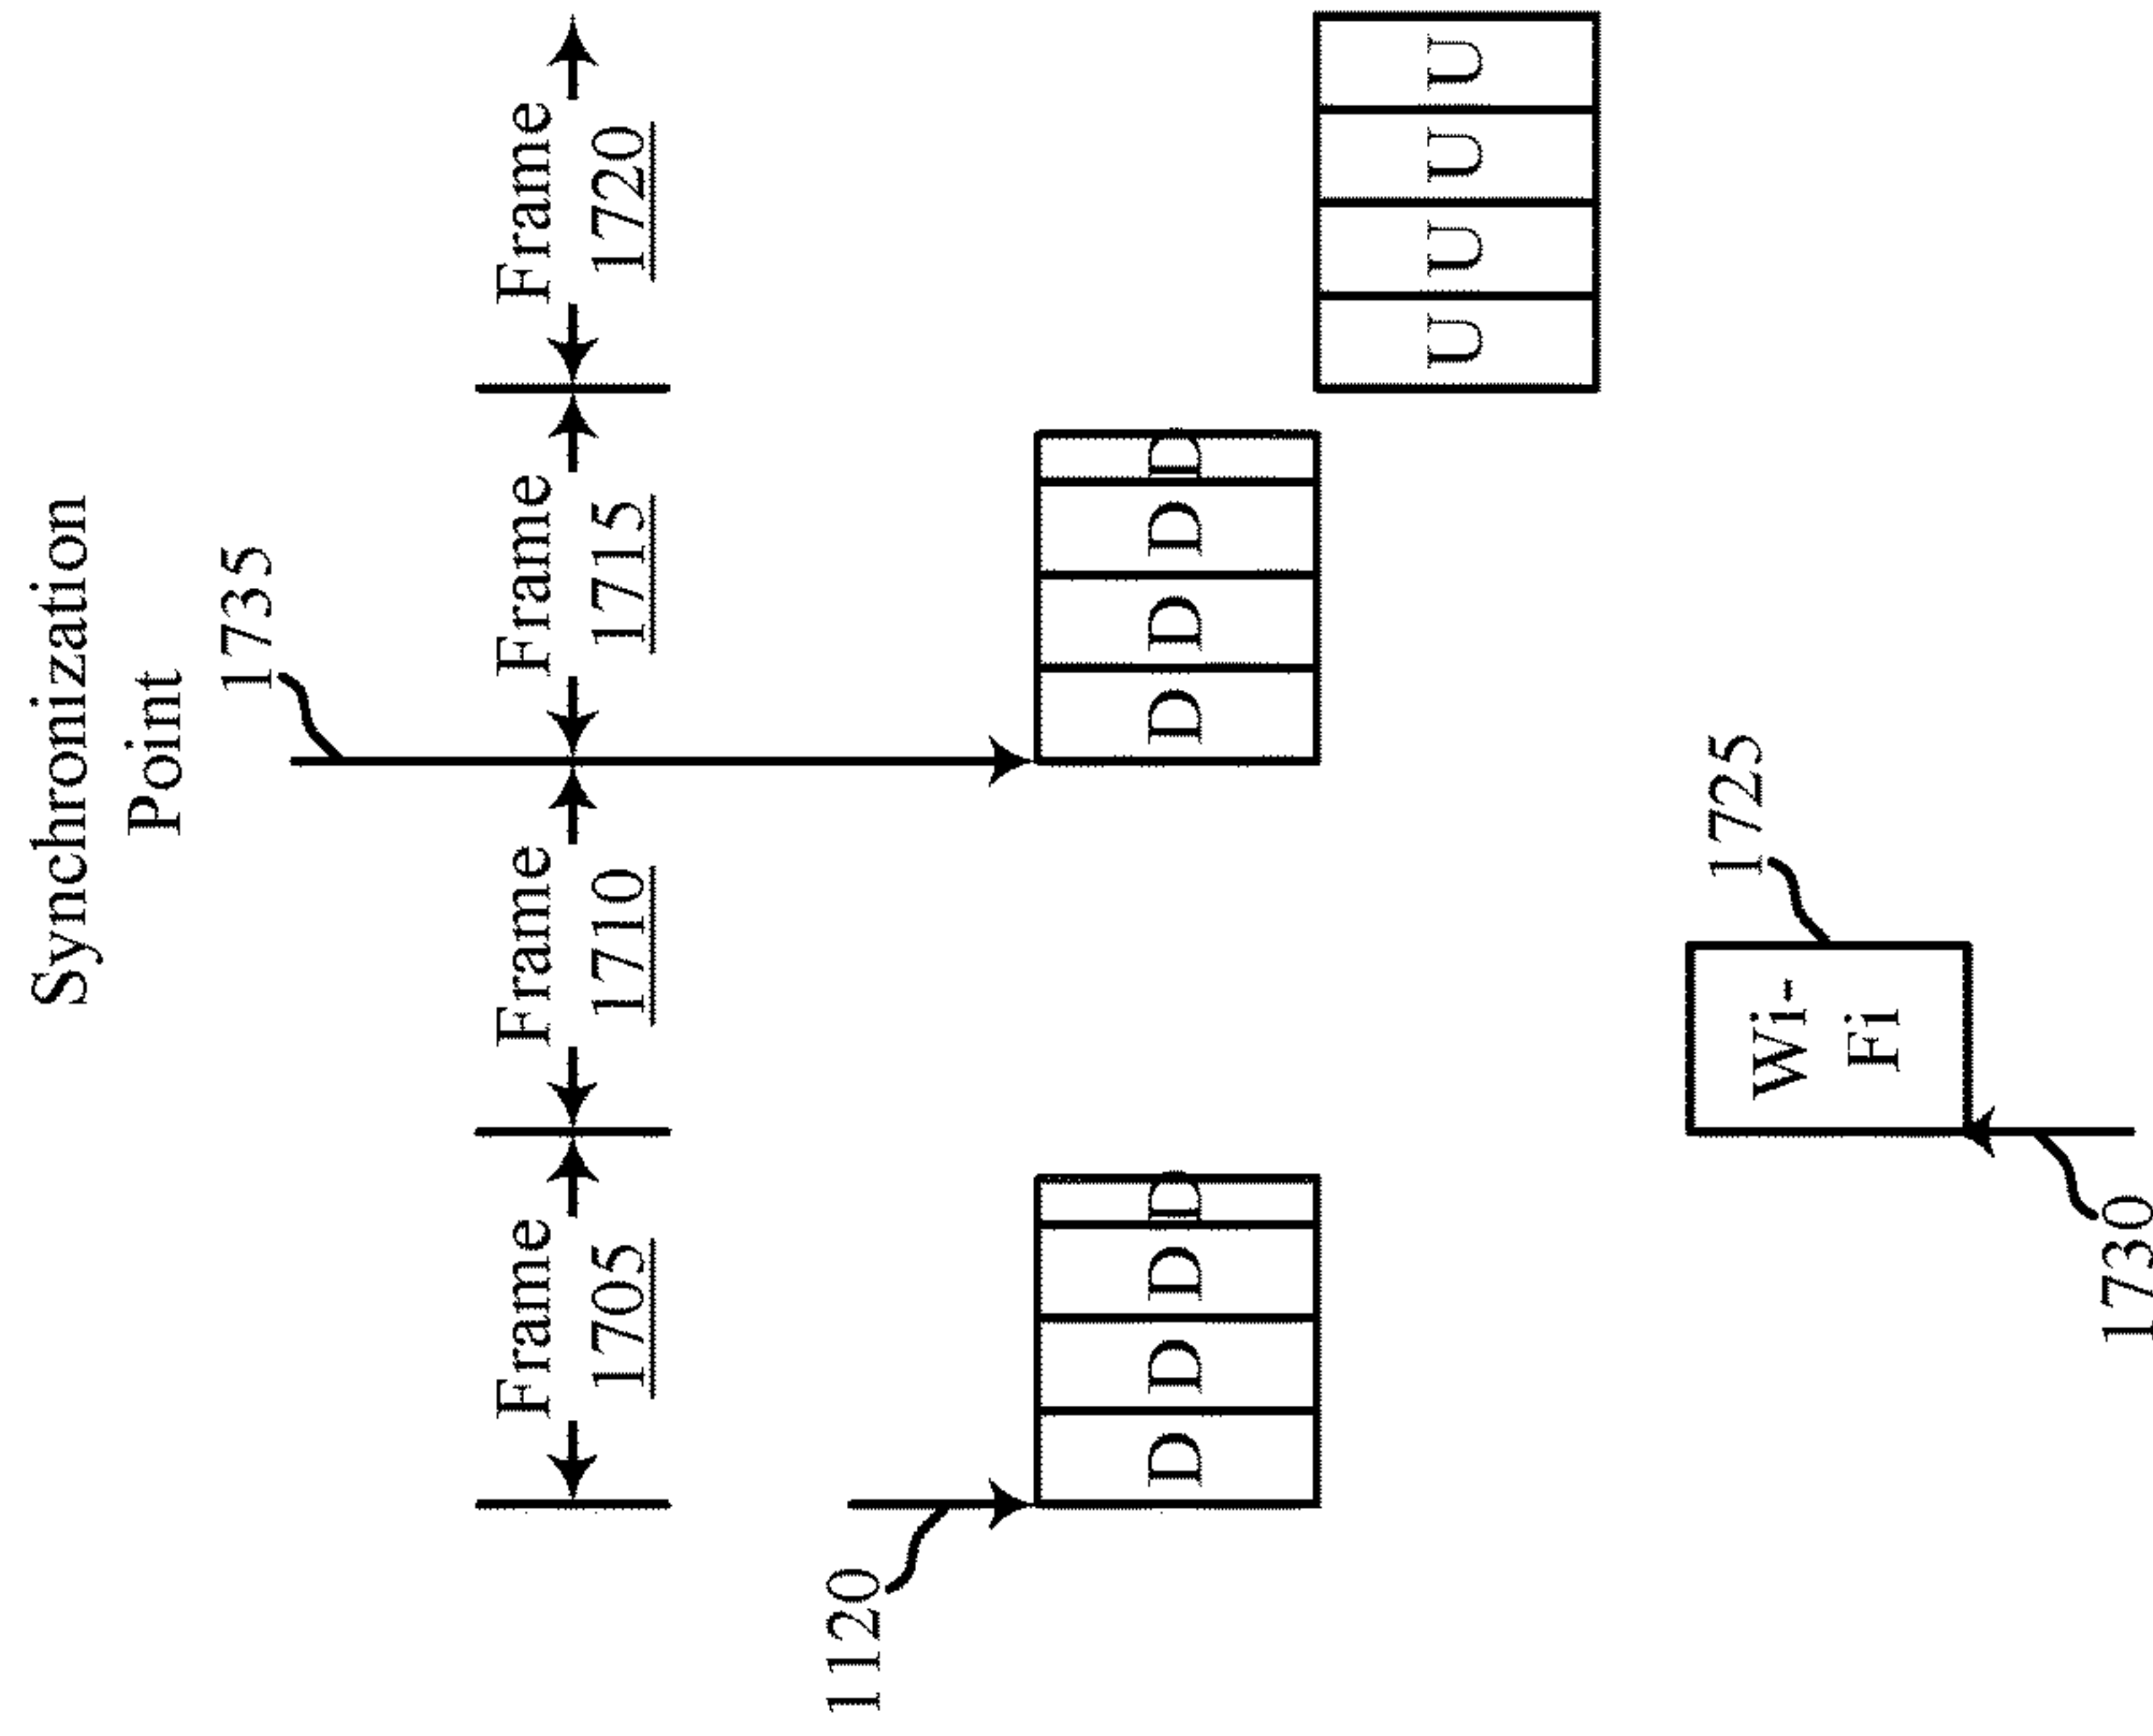 Synchronization
Point
1735
Frame
1705
Frame
1710
Frame
1715
Frame
1720
1120
D D D D
D D D D
U U U U
Wi-
Fi
1725
1730